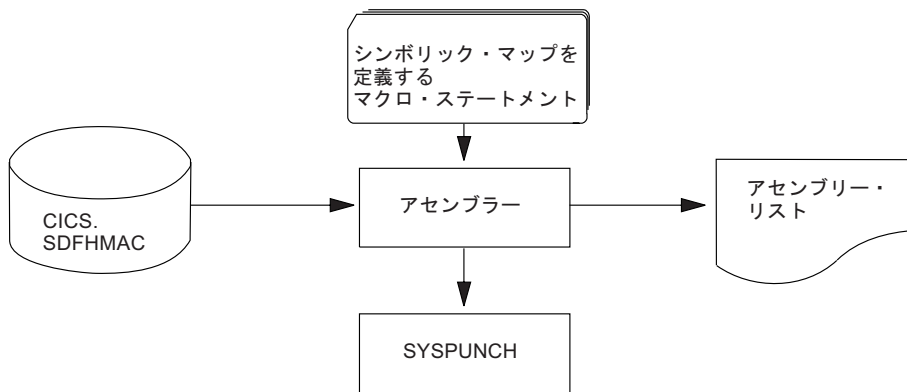 シンボリック・マップを
定義する
マクロ・ステートメント
CICS.
SDFHMAC
アセンブラー
アセンブリー・
リスト
SYSPUNCH